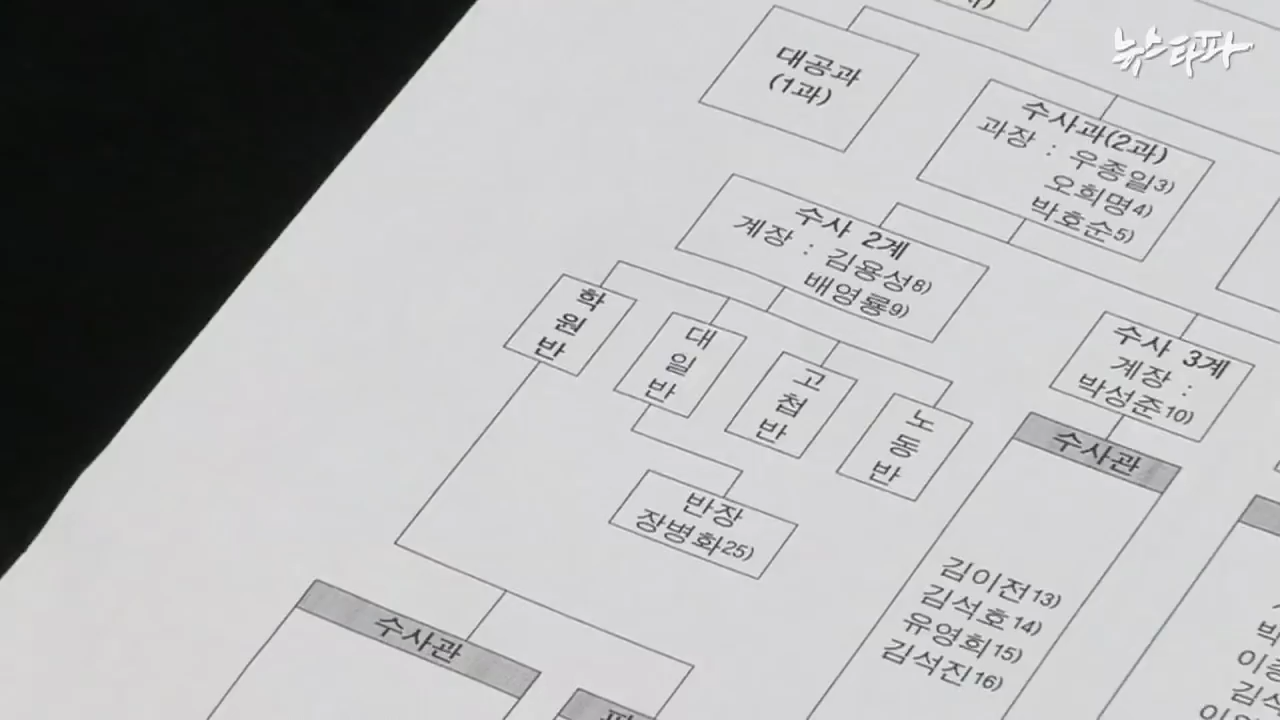 뉴스타파
대공과
(1과)
수사과(2과)
과장 : 우종일3)
오희명4)
박호순5)
수사 2계
계장 : 김용성8)
배영룡9)
학
원
반
대
일
반
고
첩
반
노
동
반
수사 3계
계장 :
박성준10)
반장
장병화25)
수사관
김이전13)
김석호14)
유영희15)
김석진16)
수사관